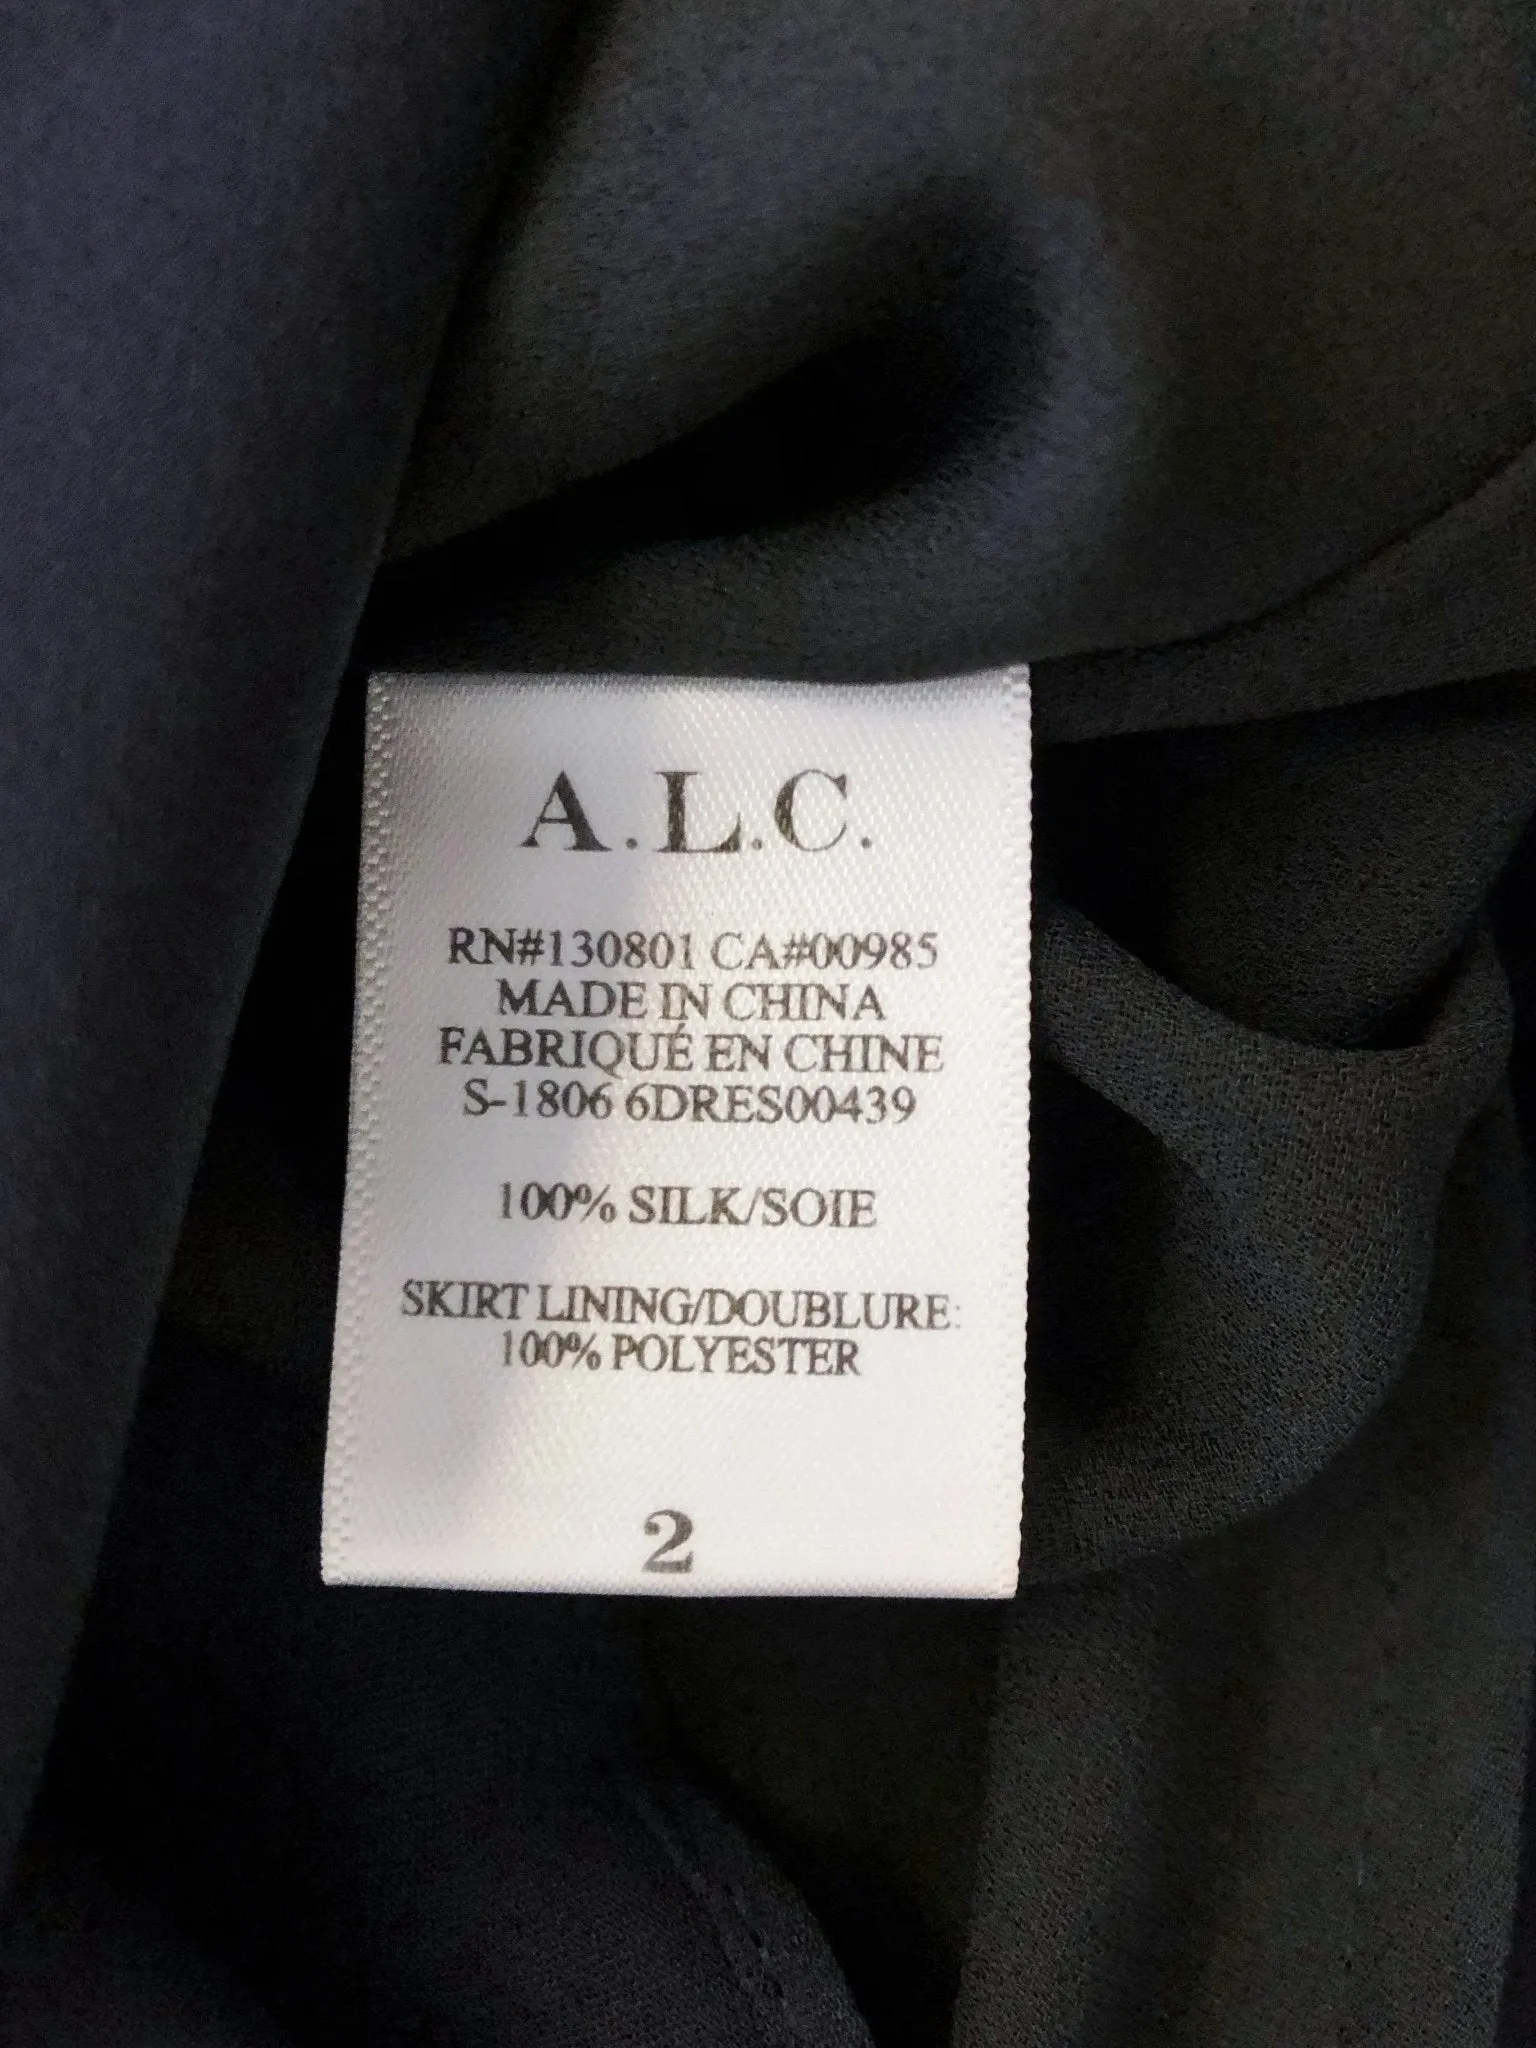 A.L.C.
RN#130801 CA#00985
MADE IN CHINA
FABRIQUÉ EN CHINE
S-1806 6DRES00439
100% SILK/SOIE
SKIRT LINING/DOUBLURE:
100% POLYESTER
2